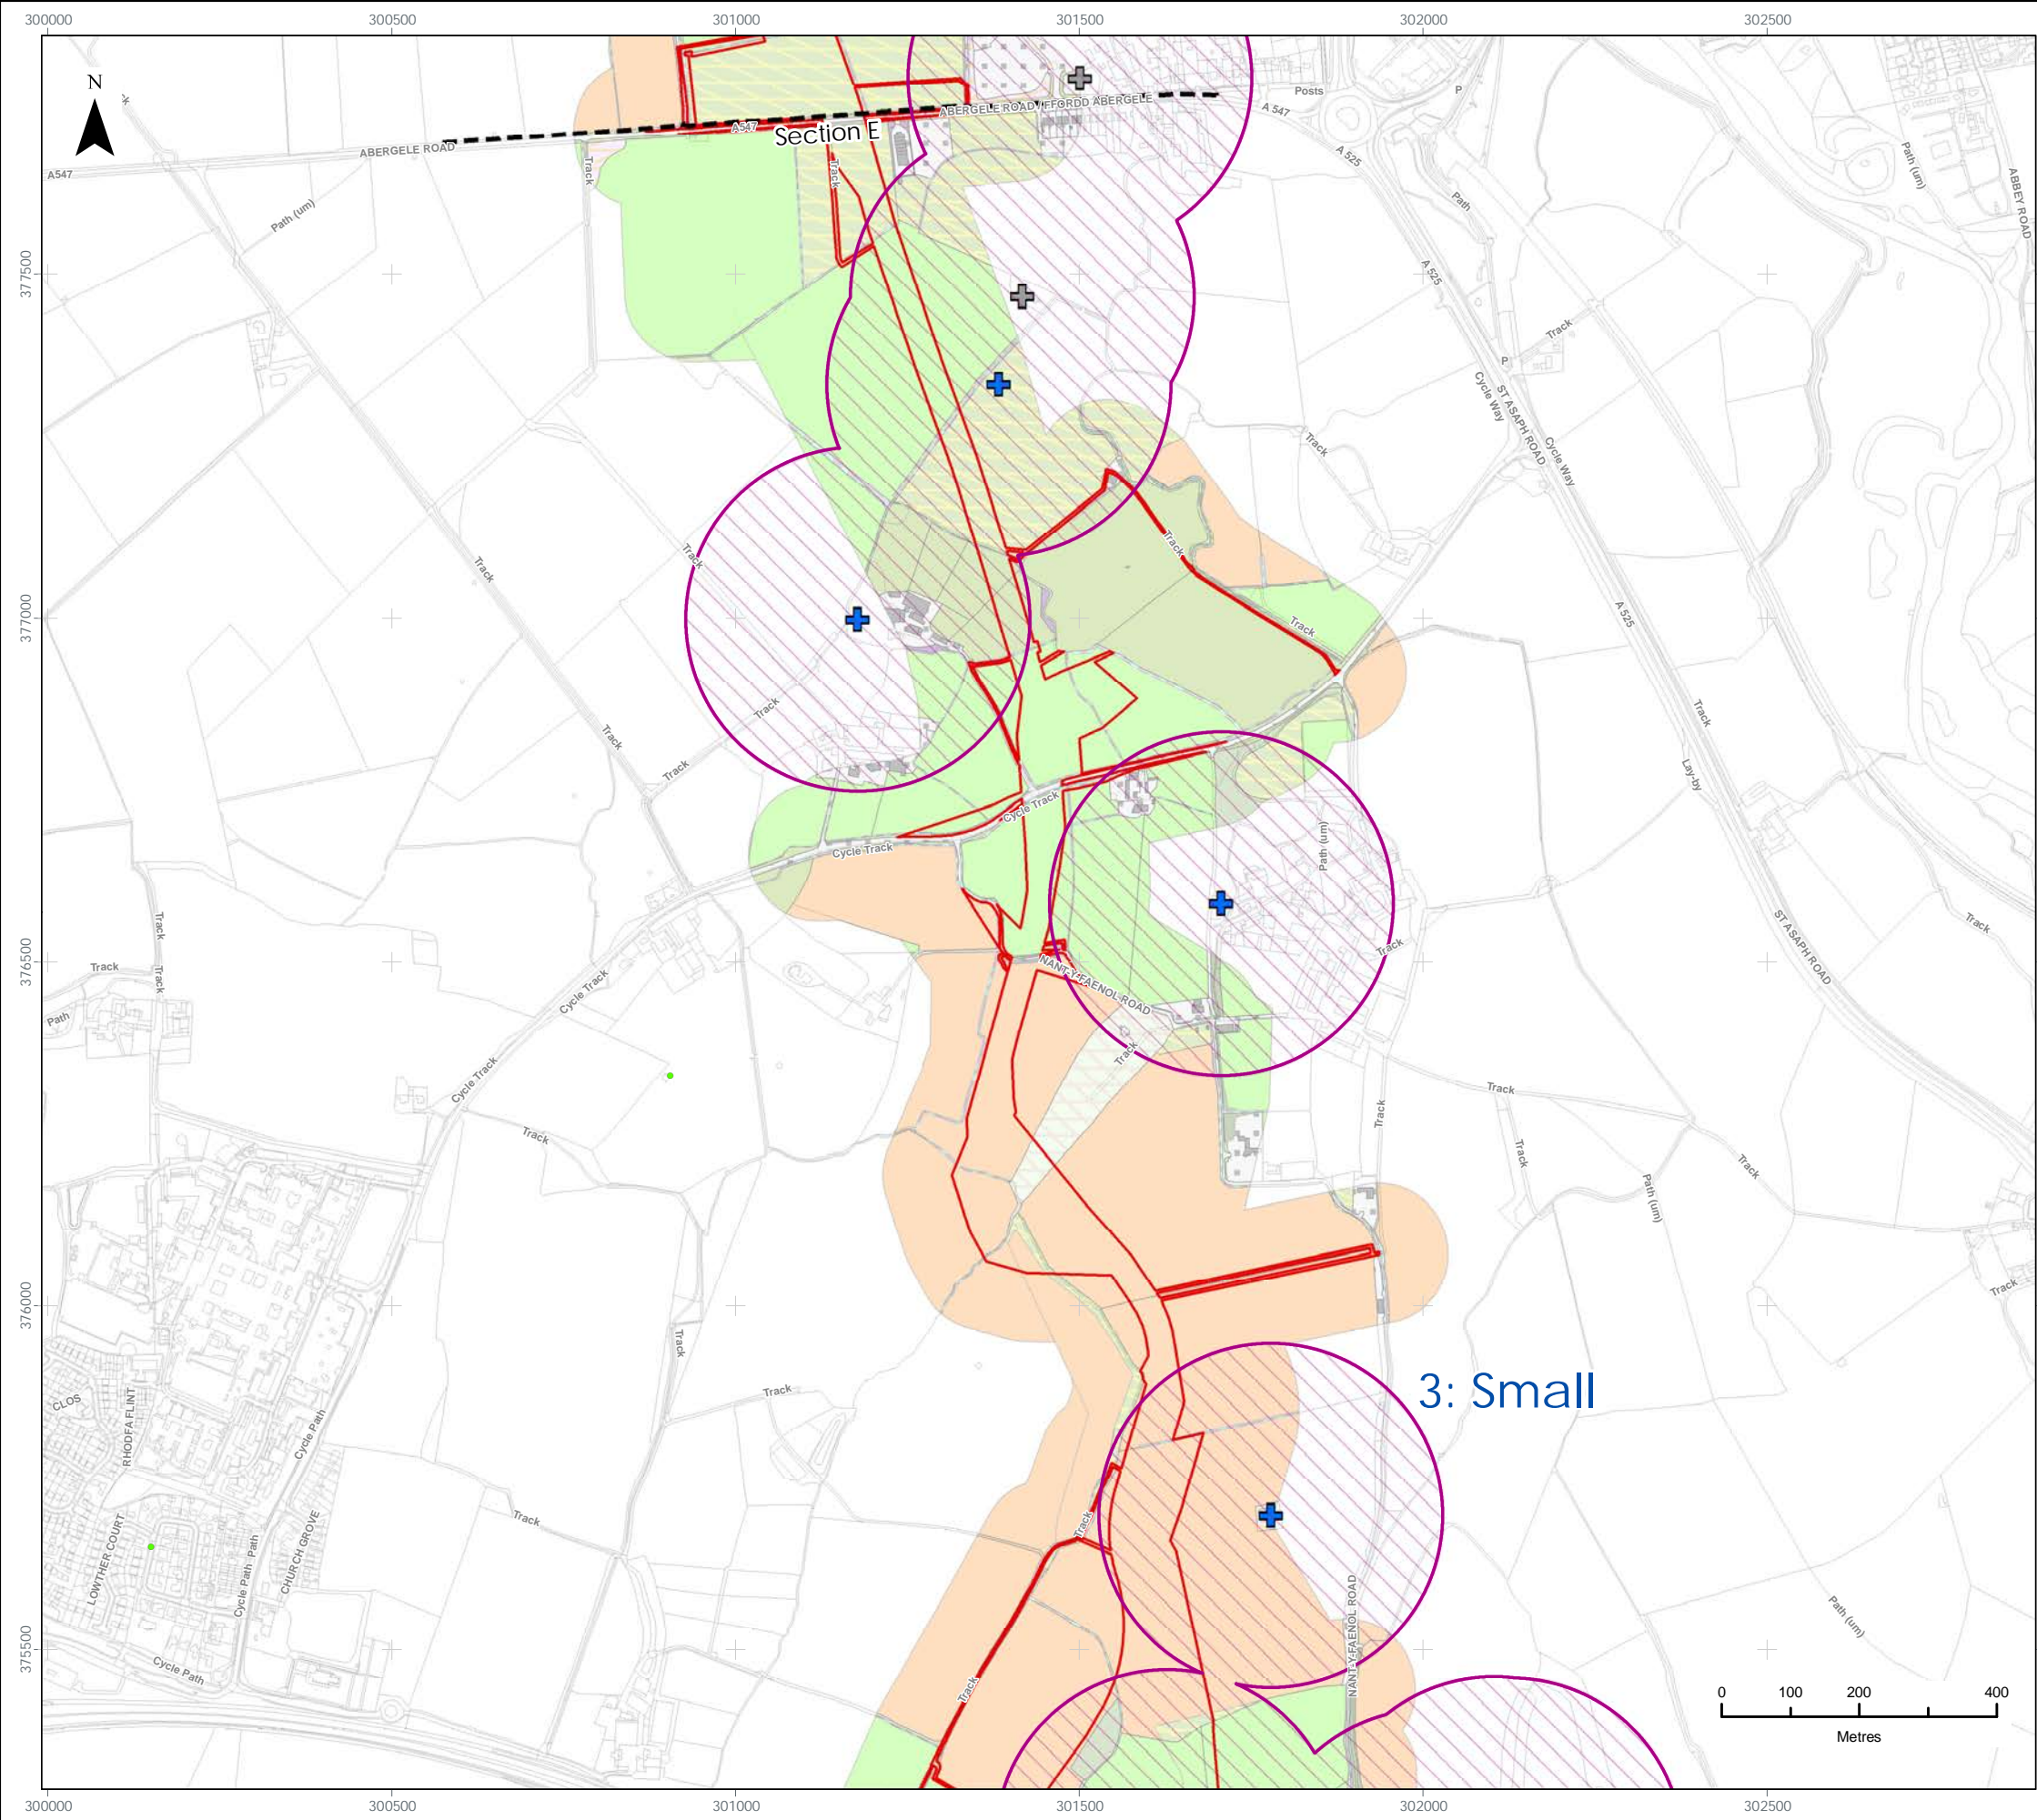 300000 300500 301000 301500 302000 302500
N
Posts
P
A 547
ABERGELE ROAD / FFORDD ABERGELE
A547
Section E
ABERGELE ROAD
A547
A 525
Path (um)
ABBEY ROAD
Track
Track
Path
Path (um)
377500
A 525
Track
P
Cycle Way
ST ASAPH ROAD
Cycle Way
Track
Track
Track
Track
377000
Track
A 525
Track
Track
Track
Track
Lay-by
Cycle Track
Cycle Track
Path (um)
Track
Track
ST ASAPH ROAD
Track
376500
Track
Track
NANT-Y-FAENOL ROAD
Cycle Track
Path
Track
Cycle Track
Track
Track
Track
Track
Track
Path (um)
Track
376000
Track
Track
3: Small
CLOS
RHODFA FLINT
Cycle Path
Track
Track
LOWTHER COURT
CHURCH GROVE
Cycle Path
Path
NANT-Y-FAENOL ROAD
Path (um)
375500
Cycle Path
Track
0 100 200 400
Metres
300000 300500 301000 301500 302000 302500